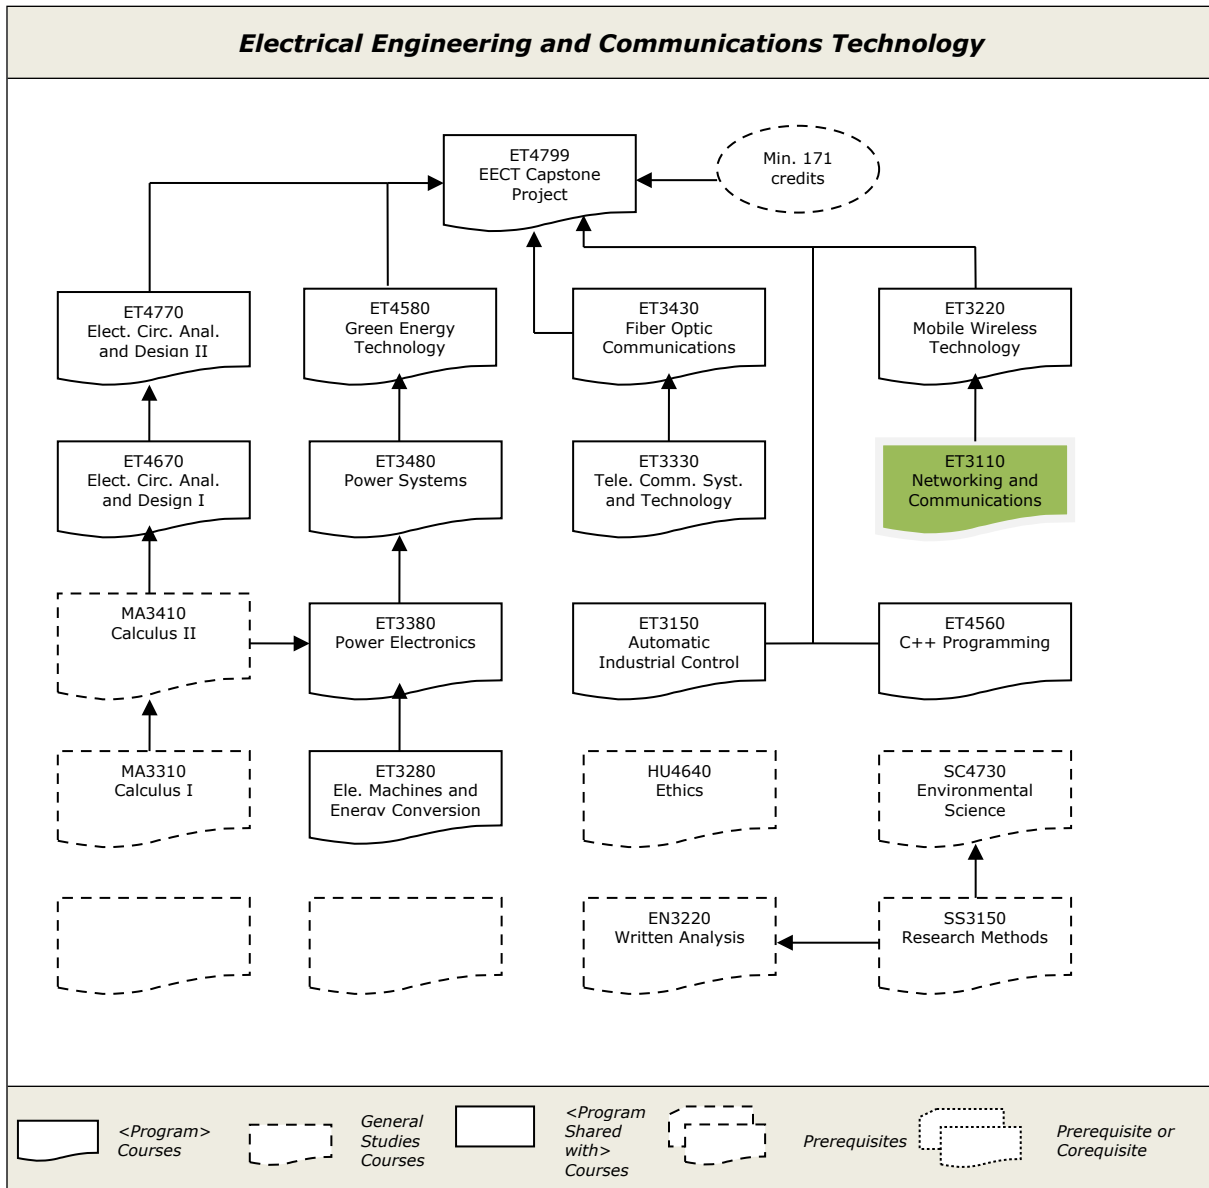 Electrical Engineering and Communications Technology
ET4799
EECT Capstone
Project
Min. 171
credits
ET4770
Elect. Circ. Anal.
and Design II
ET4580
Green Energy
Technology
ET3430
Fiber Optic
Communications
ET3220
Mobile Wireless
Technology
ET4670
Elect. Circ. Anal.
and Design I
ET3480
Power Systems
ET3330
Tele. Comm. Syst.
and Technology
ET3110
Networking and
Communications
MA3410
Calculus II
ET3380
Power Electronics
ET3150
Automatic
Industrial Control
ET4560
C++ Programming
MA3310
Calculus I
ET3280
Ele. Machines and
Energy Conversion
HU4640
Ethics
SC4730
Environmental
Science
EN3220
Written Analysis
SS3150
Research Methods
<Program>
Courses
General
Studies
Courses
<Program
Shared
with>
Courses
Prerequisites
Prerequisite or
Corequisite